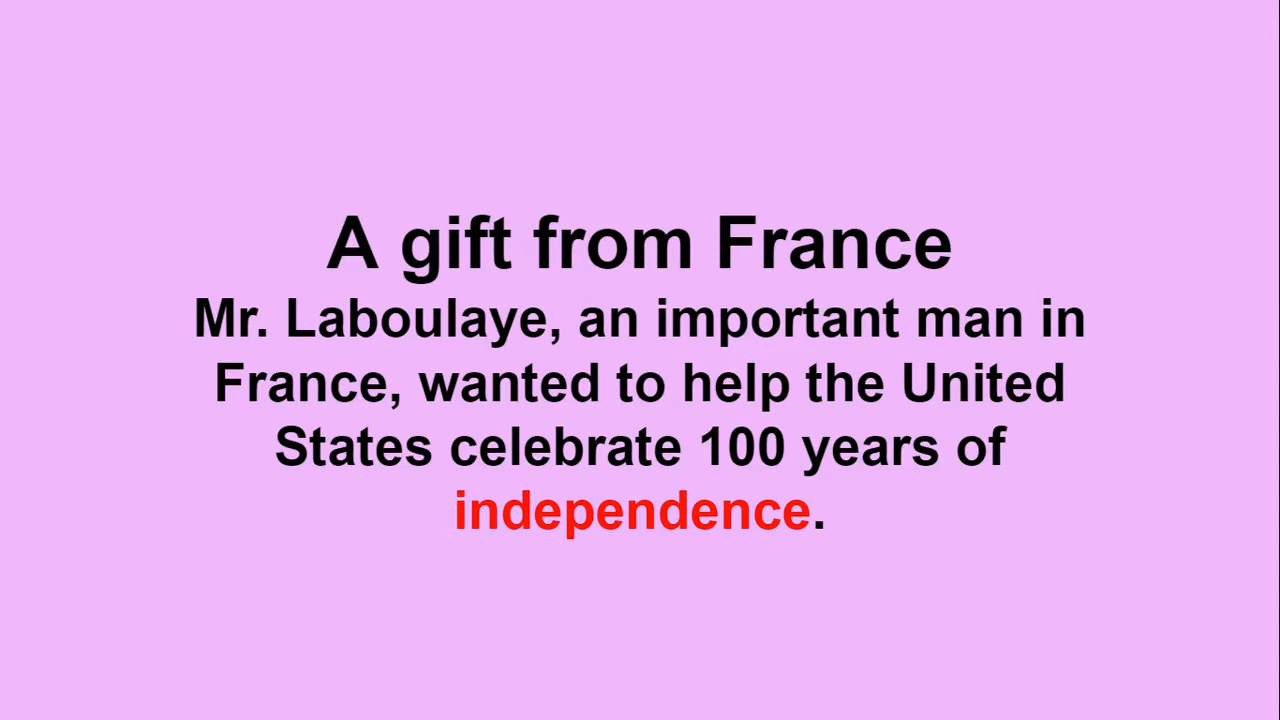 A gift from France
Mr. Laboulaye, an important man in
France, wanted to help the United
States celebrate 100 years of
independence.